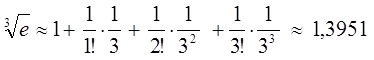 ∛e ≈ 1 + 1/1! · 1/3 + 1/2! · 1/3² + 1/3! · 1/3³ ≈ 1,3951